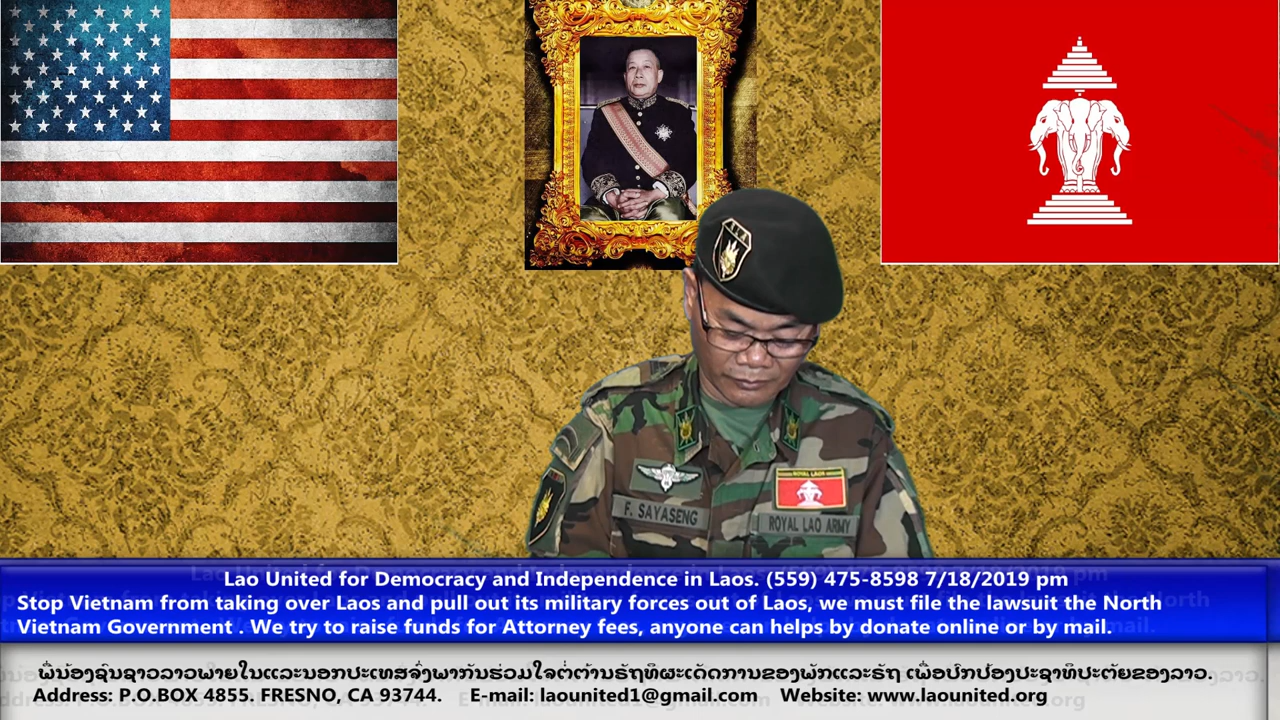 F. SAYASENG
ROYAL LAO
ROYAL LAO ARMY
Lao United for Democracy and Independence in Laos. (559) 475-8598 7/18/2019 pm
Stop Vietnam from taking over Laos and pull out its military forces out of Laos, we must file the lawsuit the North
Vietnam Government . We try to raise funds for Attorney fees, anyone can helps by donate online or by mail.
ພີ່ນ້ອງຊົນຊາວລາວພາຍໃນແລະນອກປະເທສຈົ່ງພາກັນຮ່ວມໃຈຕໍ່ຕ້ານຣັຖທິຜະເດັດການຂອງພັກແລະຣັຖ ເພື່ອປົກປ້ອງປະຊາທິປະຕັຍຂອງລາວ.
Address: P.O.BOX 4855. FRESNO, CA 93744. E-mail: laounited1@gmail.com Website: www.laounited.org